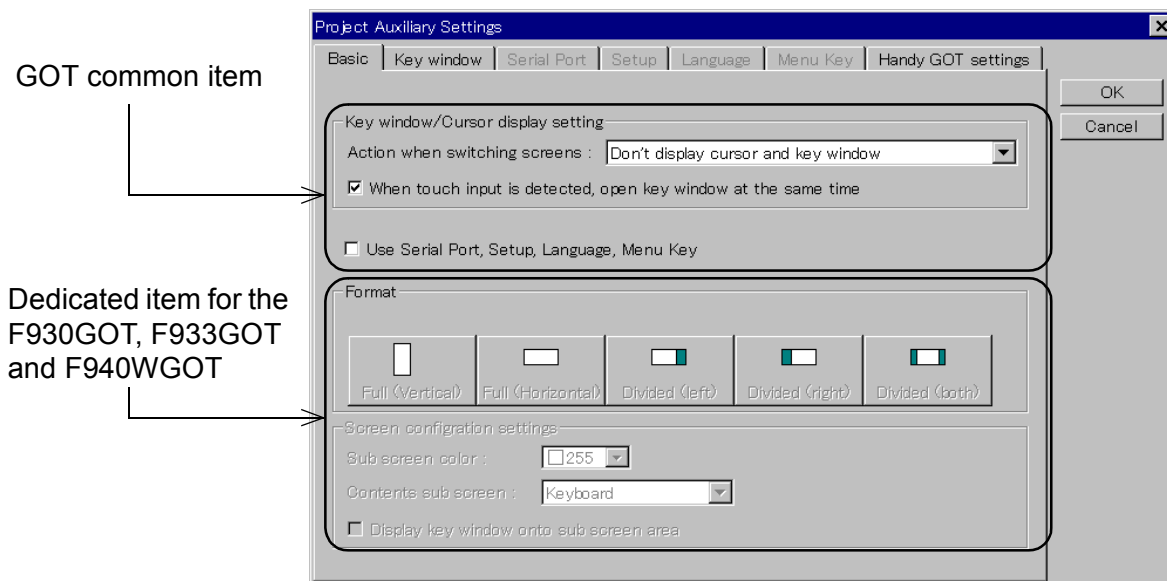 Project Auxiliary Settings
Basic
Key window
Serial Port
Setup
Language
Menu Key
Handy GOT settings
GOT common item
OK
Cancel
Key window/Cursor display setting
Action when switching screens :
Don't display cursor and key window
When touch input is detected, open key window at the same time
Use Serial Port, Setup, Language, Menu Key
Dedicated item for the
F930GOT, F933GOT
and F940WGOT
Format
Full (Vertical)
Full (Horizontal)
Divided (left)
Divided (right)
Divided (both)
Screen configration settings
Sub screen color :
255
Contents sub screen :
Keyboard
Display key window onto sub screen area